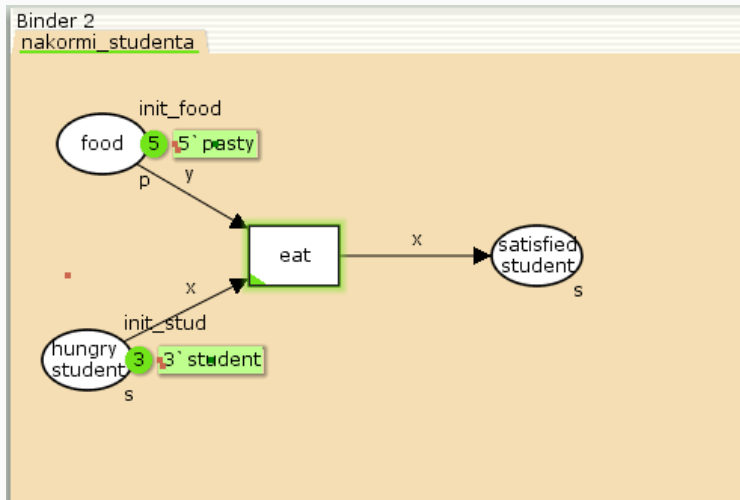 Binder 2
nakormi_studenta
init_food
food
5
5`pasty
p
y
eat
x
satisfied
student
s
x
init_stud
hungry
student
3
3`student
s